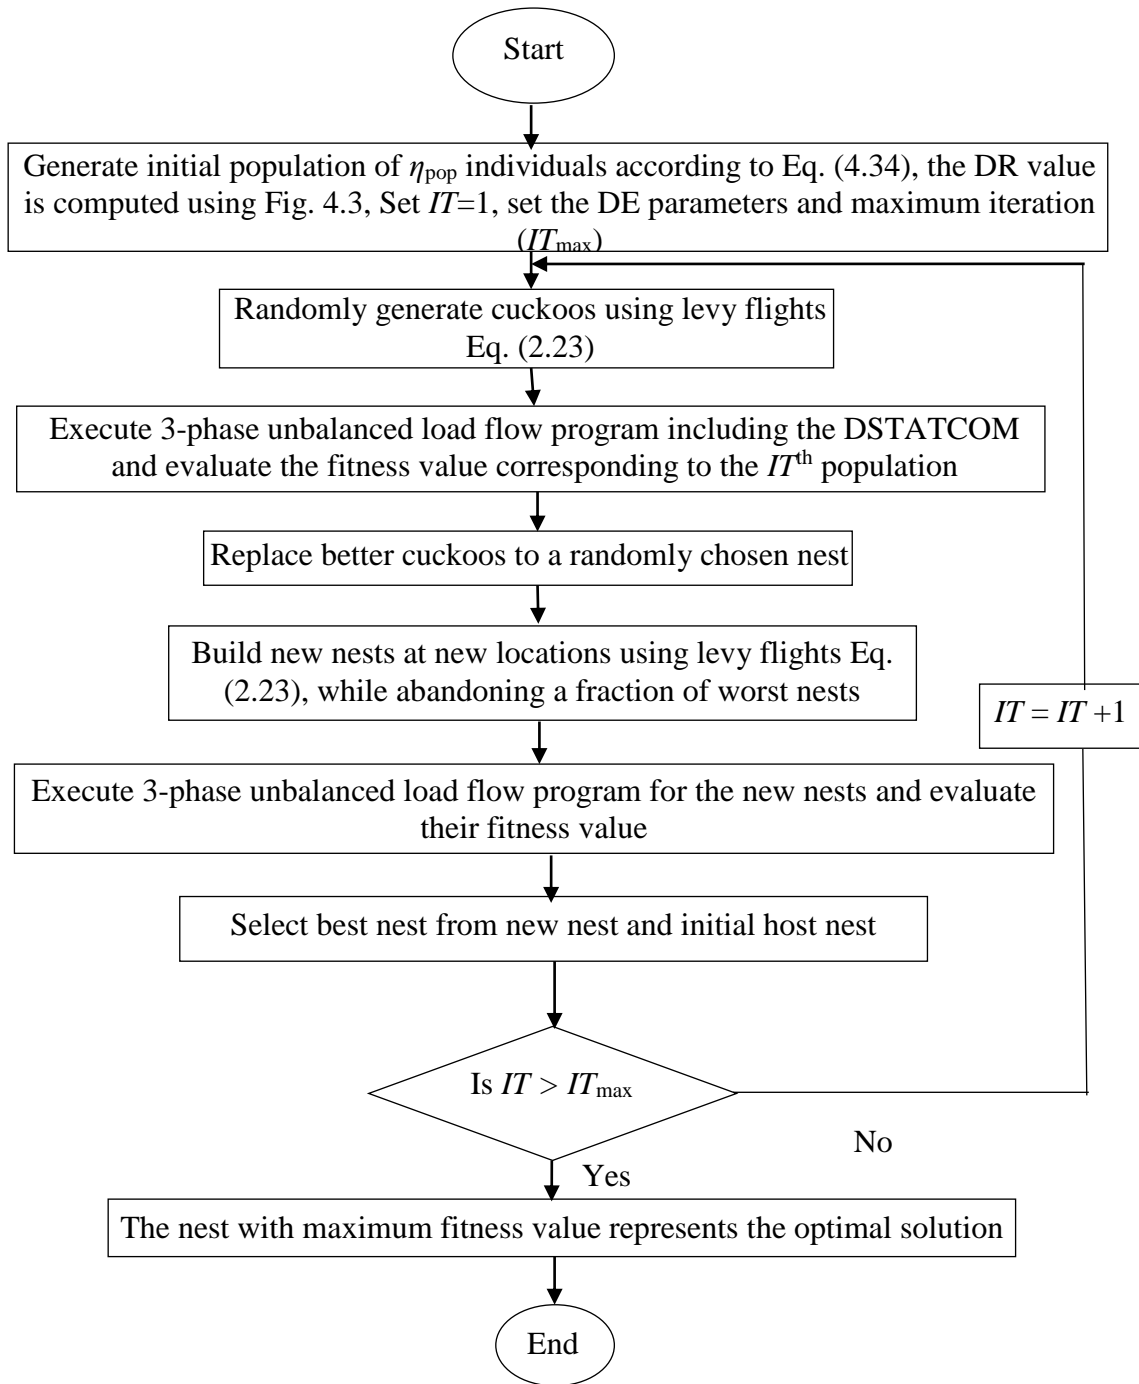 Start
Generate initial population of ηpop individuals according to Eq. (4.34), the DR value
is computed using Fig. 4.3, Set IT=1, set the DE parameters and maximum iteration
(ITmax)
Randomly generate cuckoos using levy flights
Eq. (2.23)
Execute 3-phase unbalanced load flow program including the DSTATCOM
and evaluate the fitness value corresponding to the ITth population
Replace better cuckoos to a randomly chosen nest
Build new nests at new locations using levy flights Eq.
(2.23), while abandoning a fraction of worst nests
IT = IT +1
Execute 3-phase unbalanced load flow program for the new nests and evaluate
their fitness value
Select best nest from new nest and initial host nest
Is IT > ITmax
No
Yes
The nest with maximum fitness value represents the optimal solution
End